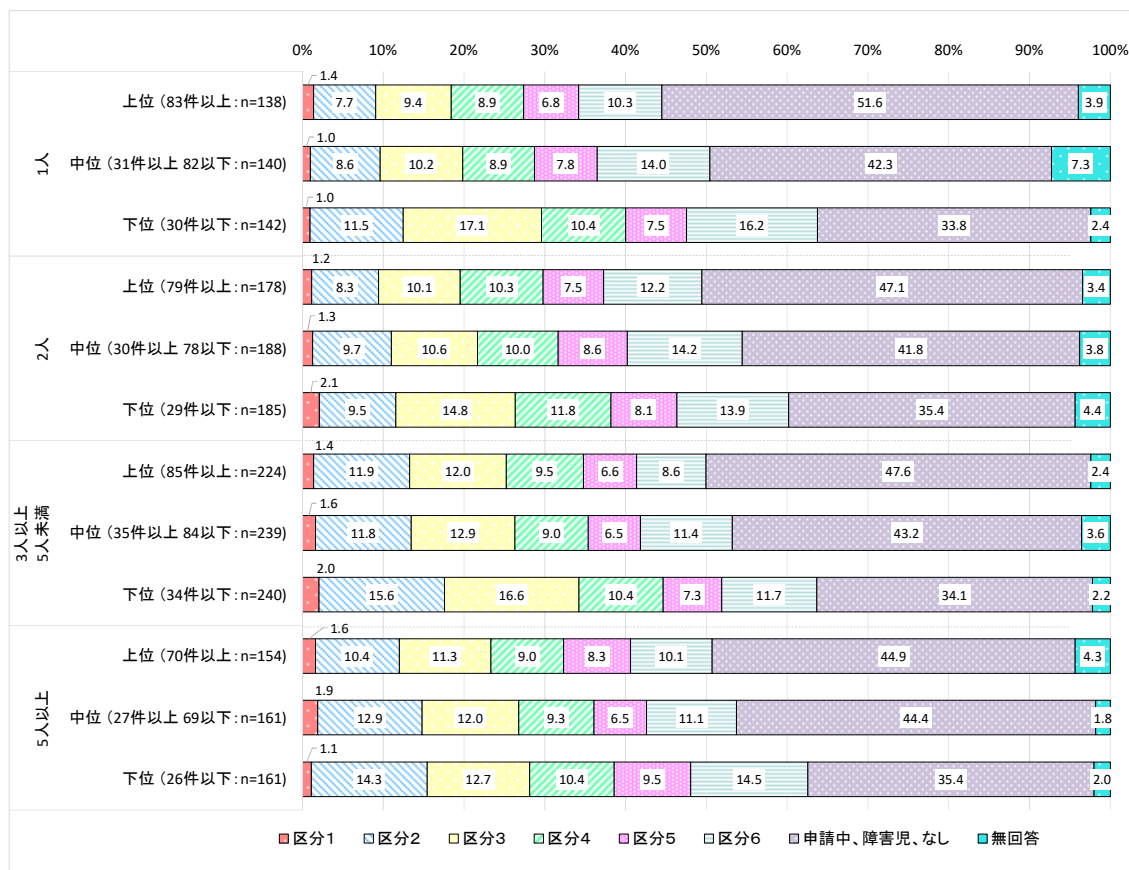 0% 10% 20% 30% 40% 50% 60% 70% 80% 90% 100%
1人
上位（83件以上：n=138） 1.4 7.7 9.4 8.9 6.8 10.3 51.6 3.9
中位（31件以上 82以下：n=140） 1.0 8.6 10.2 8.9 7.8 14.0 42.3 7.3
下位（30件以下：n=142） 1.0 11.5 17.1 10.4 7.5 16.2 33.8 2.4
2人
上位（79件以上：n=178） 1.2 8.3 10.1 10.3 7.5 12.2 47.1 3.4
中位（30件以上 78以下：n=188） 1.3 9.7 10.6 10.0 8.6 14.2 41.8 3.8
下位（29件以下：n=185） 2.1 9.5 14.8 11.8 8.1 13.9 35.4 4.4
3人以上
5人未満
上位（85件以上：n=224） 1.4 11.9 12.0 9.5 6.6 8.6 47.6 2.4
中位（35件以上 84以下：n=239） 1.6 11.8 12.9 9.0 6.5 11.4 43.2 3.6
下位（34件以下：n=240） 2.0 15.6 16.6 10.4 7.3 11.7 34.1 2.2
5人以上
上位（70件以上：n=154） 1.6 10.4 11.3 9.0 8.3 10.1 44.9 4.3
中位（27件以上 69以下：n=161） 1.9 12.9 12.0 9.3 6.5 11.1 44.4 1.8
下位（26件以下：n=161） 1.1 14.3 12.7 10.4 9.5 14.5 35.4 2.0
区分1 区分2 区分3 区分4 区分5 区分6 申請中、障害児、なし 無回答